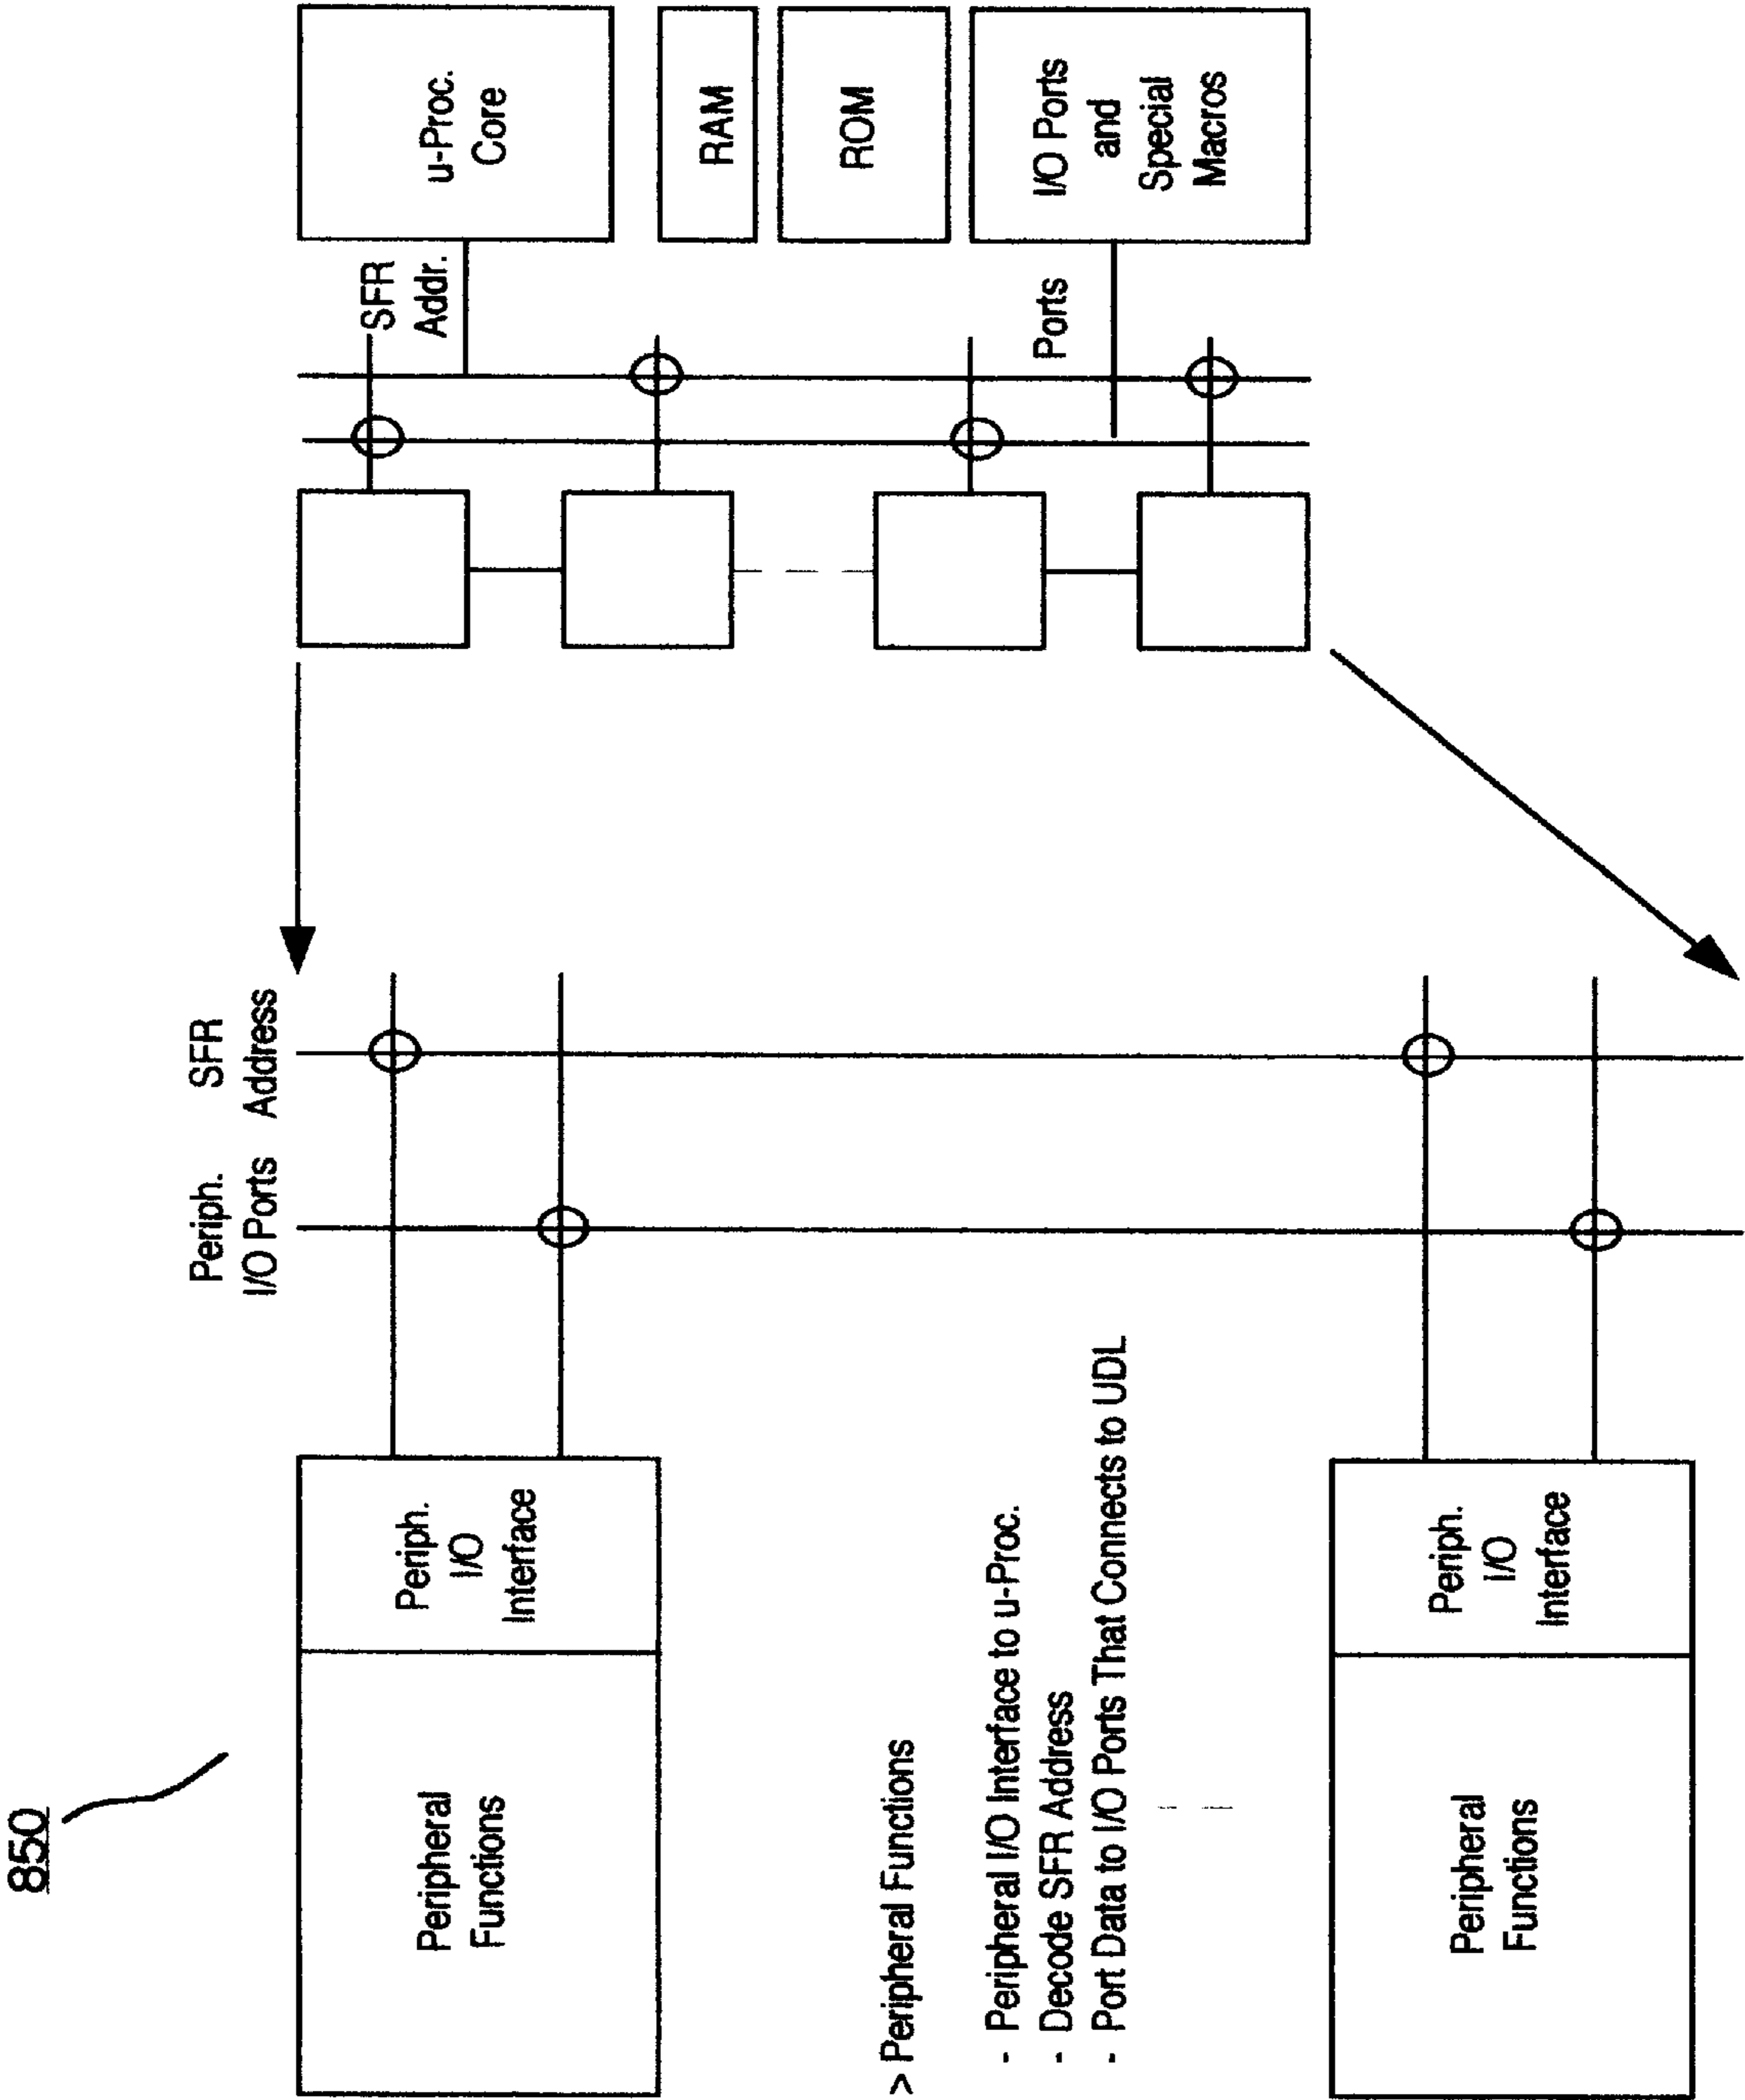 850
Peripheral
Functions
Periph.
I/O
Interface
Periph.
I/O Ports
SFR
Address
> Peripheral Functions
- Peripheral I/O Interface to u-Proc.
- Decode SFR Address
- Port Data to I/O Ports That Connects to UDL
Peripheral
Functions
Periph.
I/O
Interface
SFR
Addr.
u-Proc.
Core
RAM
ROM
Ports
I/O Ports
and
Special
Macros